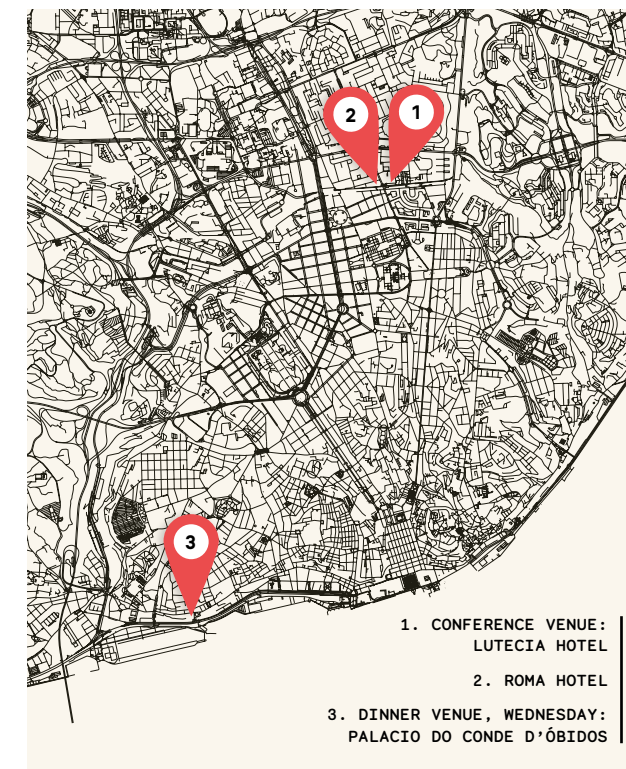 2
1
3
1. CONFERENCE VENUE:
LUTECIA HOTEL
2. ROMA HOTEL
3. DINNER VENUE, WEDNESDAY:
PALACIO DO CONDE D’ÓBIDOS